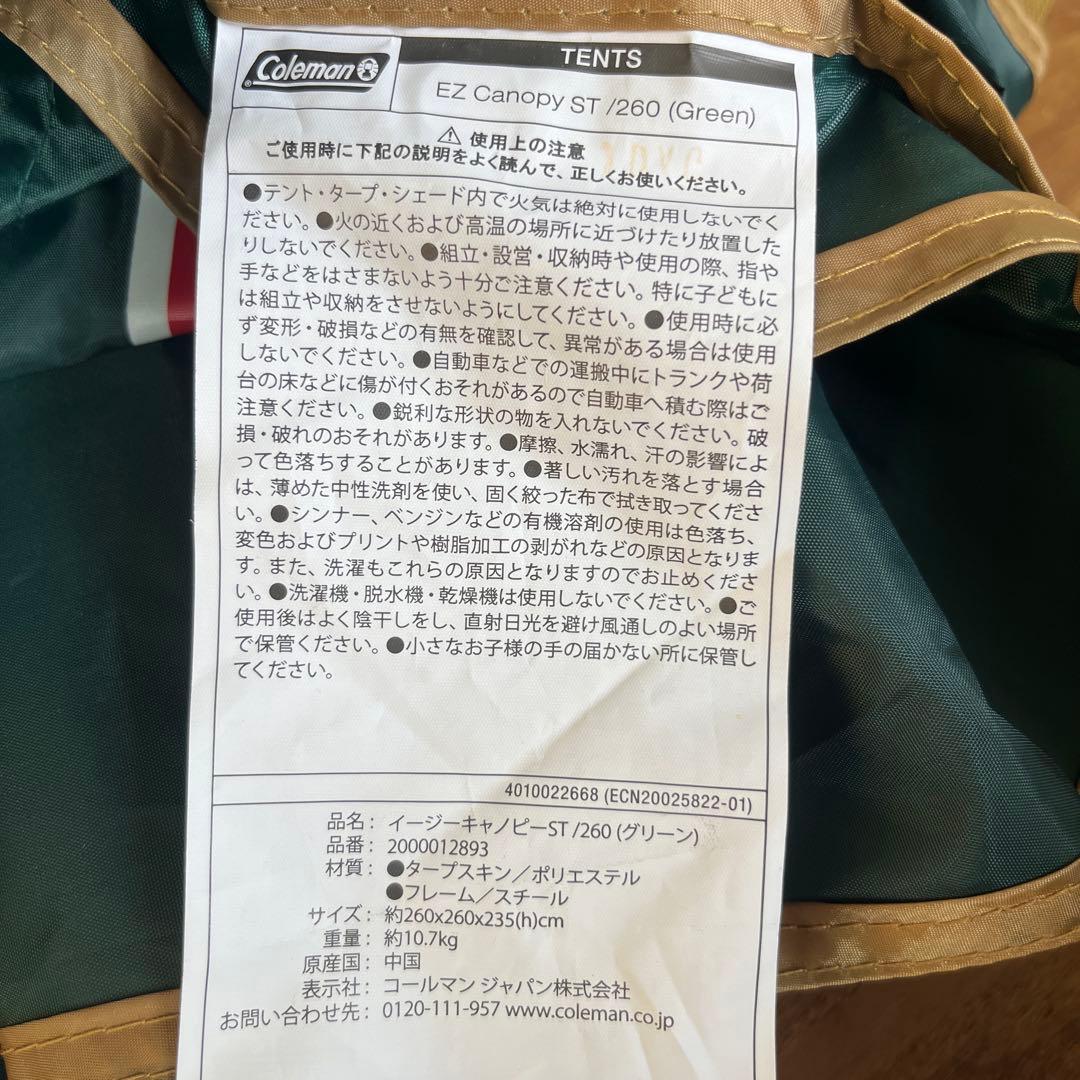 Coleman
TENTS
EZ Canopy ST /260 (Green)
⚠ 使用上の注意
ご使用時に下記の説明をよく読んで、正しくお使いください。
●テント・タープ・シェード内で火気は絶対に使用しないでく
ださい。●火の近くおよび高温の場所に近づけたり放置した
りしないでください。●組立・設営・収納時や使用の際、指や
手などをはさまないよう十分ご注意ください。特に子どもに
は組立や収納をさせないようにしてください。●使用時に必
ず変形・破損などの有無を確認して、異常がある場合は使用
しないでください。●自動車などでの運搬中にトランクや荷
台の床などに傷が付くおそれがあるので自動車へ積む際はご
注意ください。●鋭利な形状の物を入れないでください。破
損・破れのおそれがあります。●摩擦、水濡れ、汗の影響によ
って色落ちすることがあります。●著しい汚れを落とす場合
は、薄めた中性洗剤を使い、固く絞った布で拭き取ってくださ
い。●シンナー、ベンジンなどの有機溶剤の使用は色落ち、
変色およびプリントや樹脂加工の剥がれなどの原因となりま
す。また、洗濯もこれらの原因となりますのでお止めくださ
い。●洗濯機・脱水機・乾燥機は使用しないでください。●ご
使用後はよく陰干しをし、直射日光を避け風通しのよい場所
で保管ください。●小さなお子様の手の届かない所に保管し
てください。
4010022668 (ECN20025822-01)
品名： イージーキャノピーST /260 (グリーン)
品番： 2000012893
材質： ●タープスキン／ポリエステル
●フレーム／スチール
サイズ： 約260x260x235(h)cm
重量： 約10.7kg
原産国： 中国
表示社： コールマン ジャパン株式会社
お問い合わせ先： 0120-111-957 www.coleman.co.jp